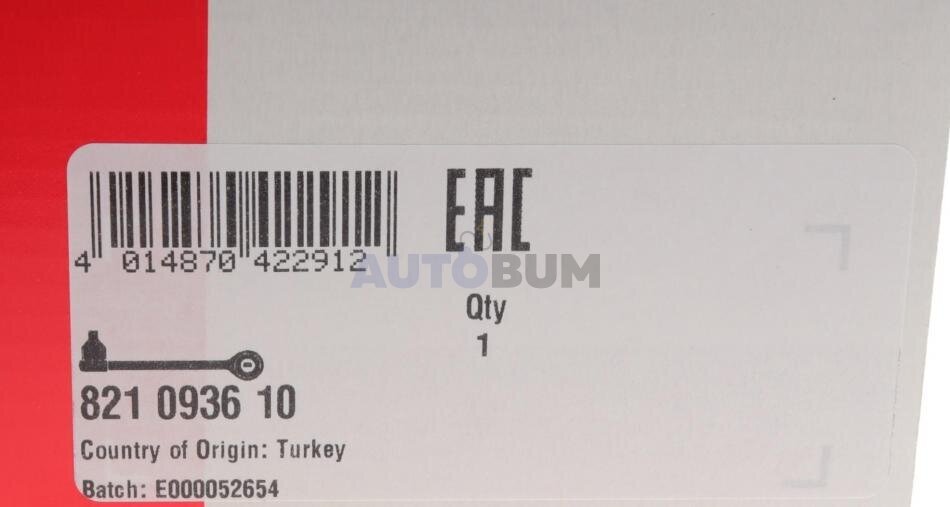 EAC
4 014870 422912
AUTOBUM
Qty
1
821 0936 10
Country of Origin: Turkey
Batch: E000052654